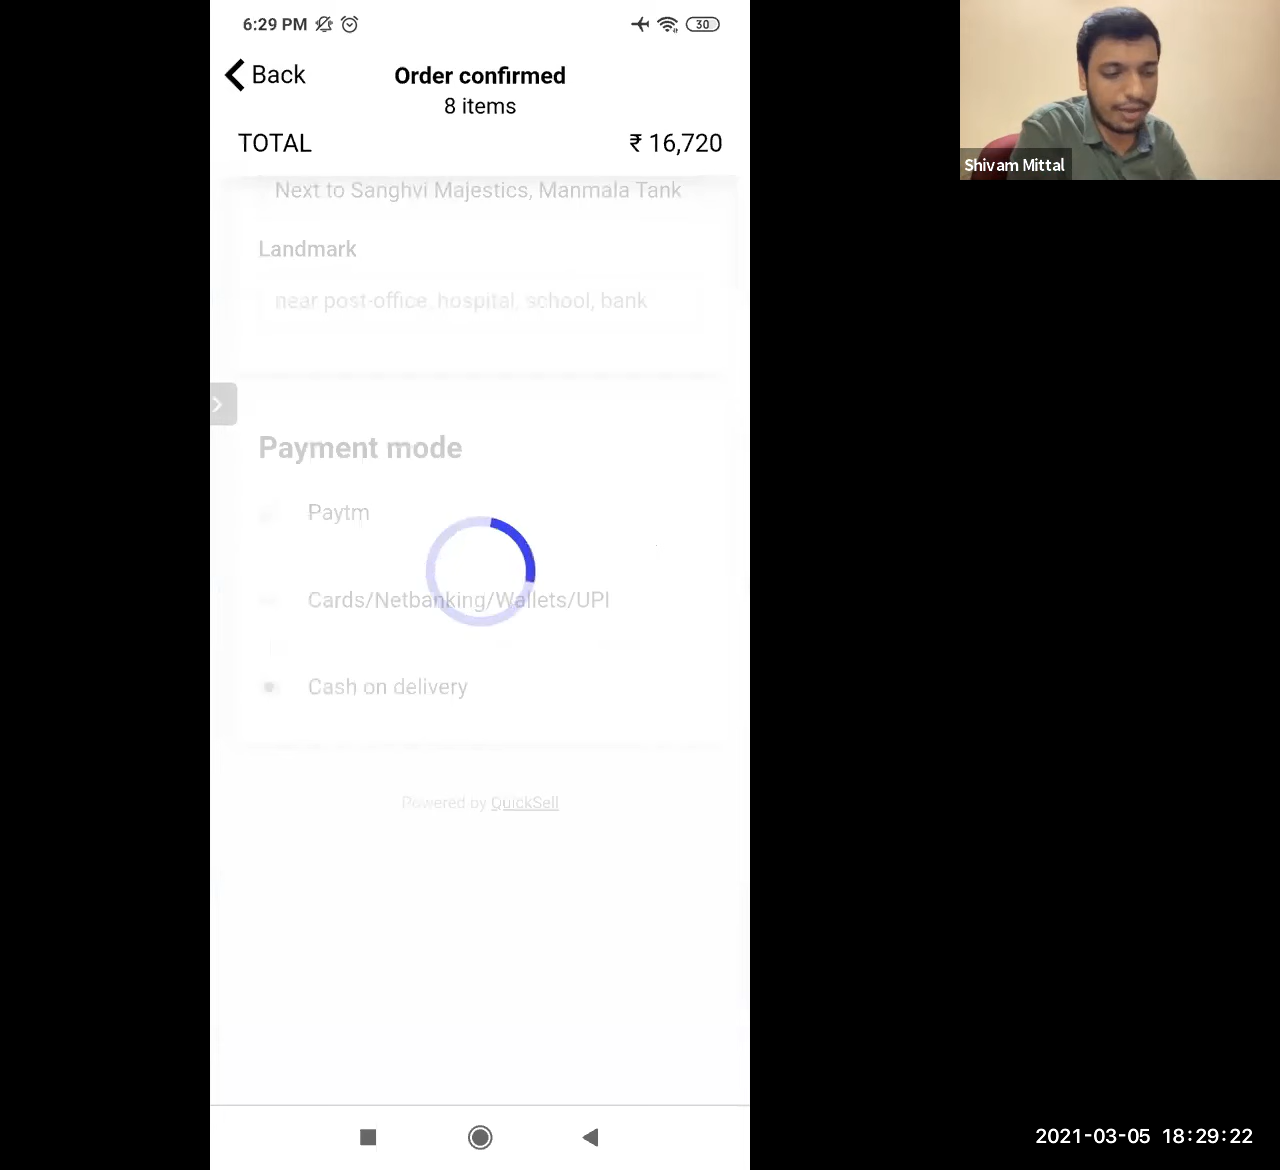 6:29 PM
30
Back
Order confirmed
8 items
TOTAL
₹ 16,720
Next to Sanghvi Majestics, Manmala Tank
Landmark
near post-office, hospital, school, bank
Payment mode
Paytm
Cards/Netbanking/Wallets/UPI
Cash on delivery
Powered by QuickSell
Shivam Mittal
2021-03-05 18:29:22